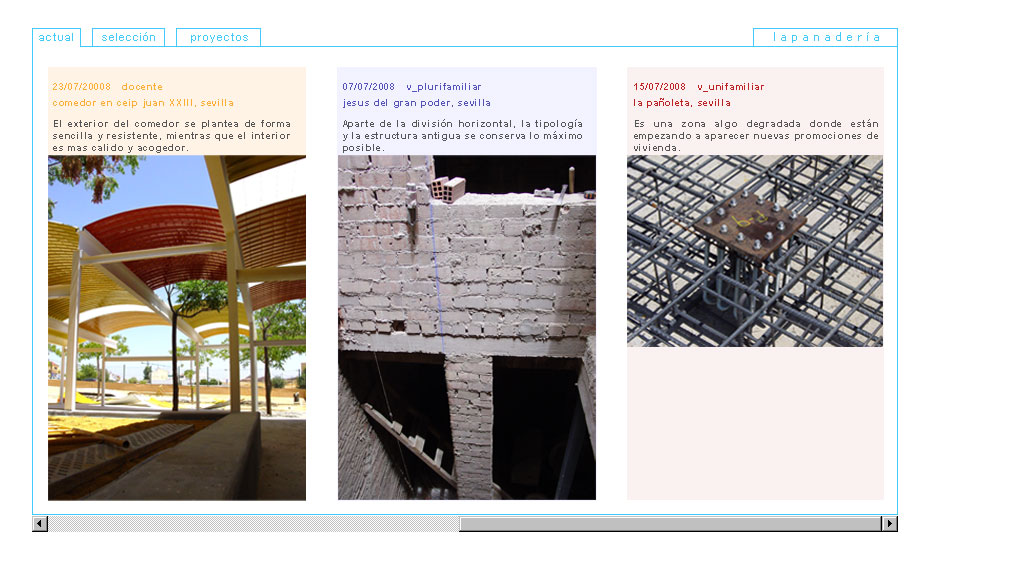 actual
selección
proyectos
lapanadería
23/07/20008 docente
comedor en ceip juan XXIII, sevilla
El exterior del comedor se plantea de forma
sencilla y resistente, mientras que el interior
es mas calido y acogedor.
07/07/2008 v_plurifamiliar
jesus del gran poder, sevilla
Aparte de la división horizontal, la tipología
y la estructura antigua se conserva lo máximo
posible.
15/07/2008 v_unifamiliar
la pañoleta, sevilla
Es una zona algo degradada donde están
empezando a aparecer nuevas promociones de
vivienda.